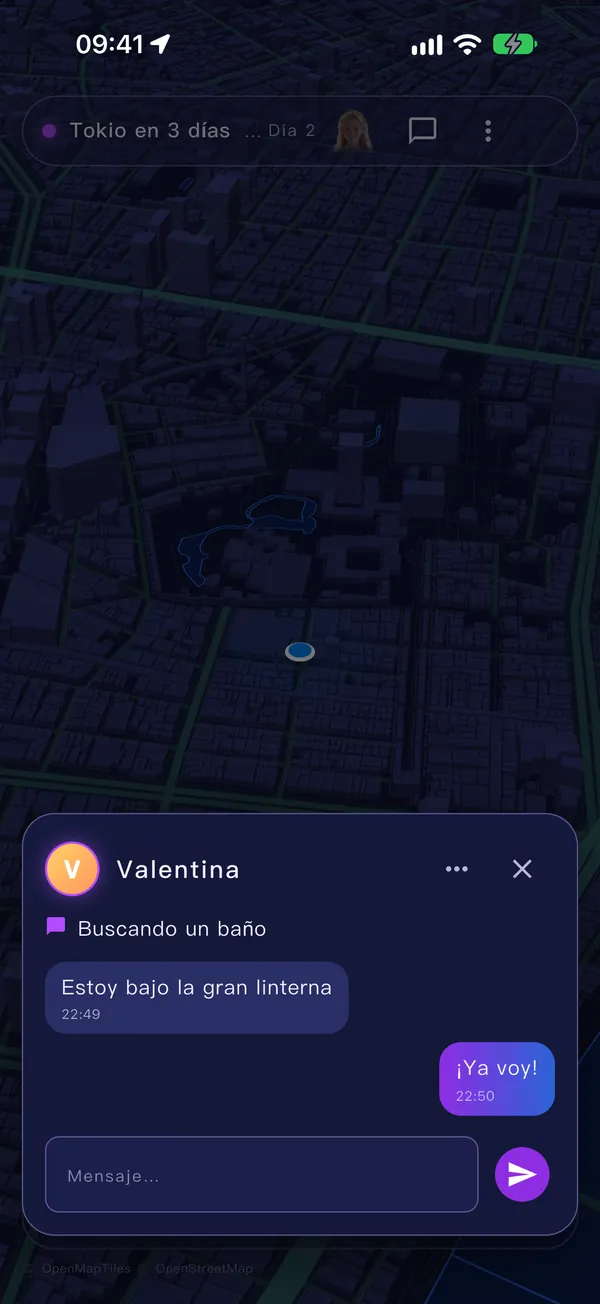 09:41
Tokio en 3 días ... Día 2
V Valentina
Buscando un baño
Estoy bajo la gran linterna
22:49
¡Ya voy!
22:50
Mensaje...
© OpenMapTiles © OpenStreetMap